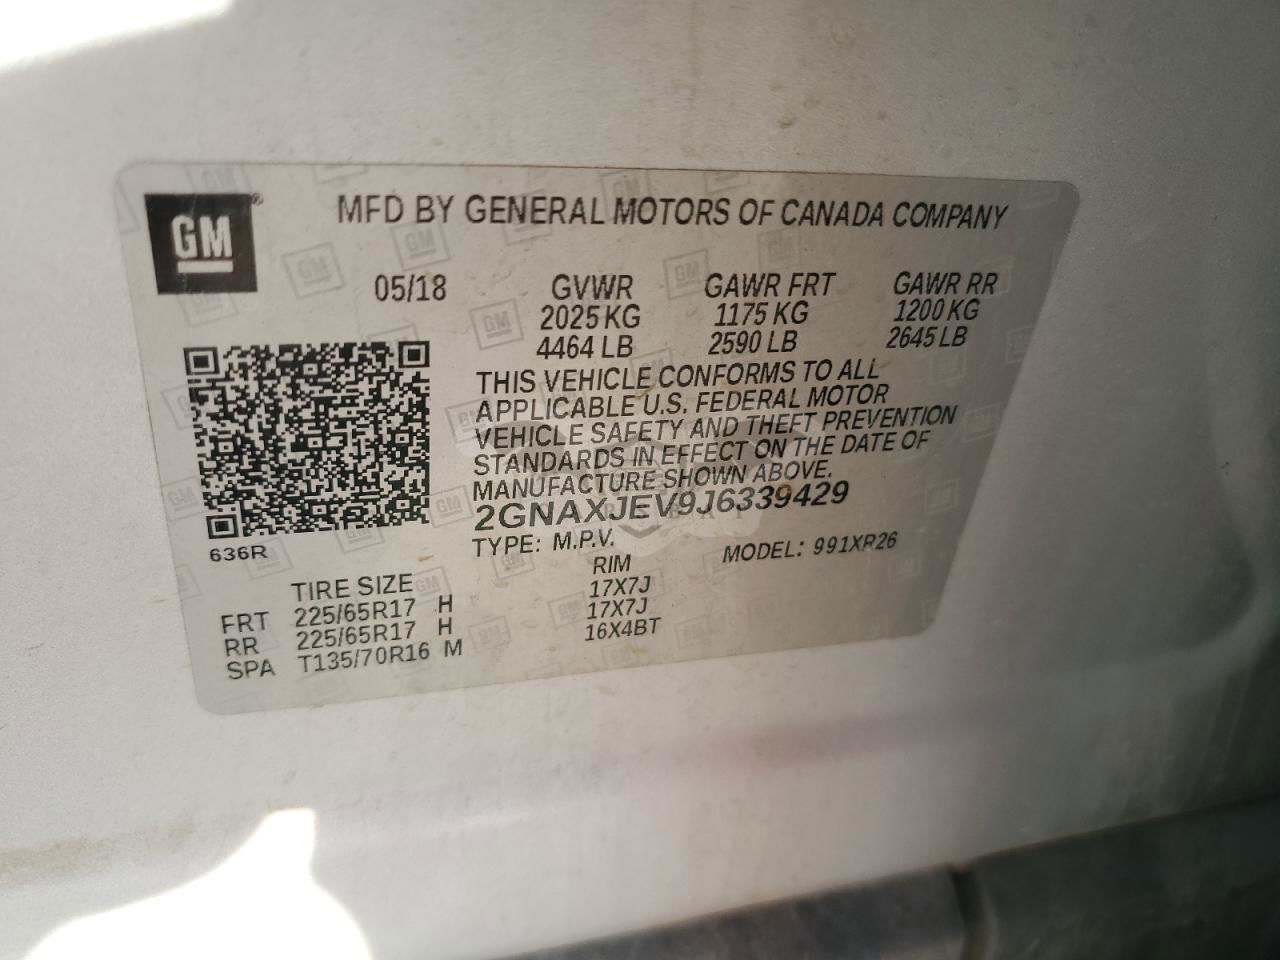 GM
MFD BY GENERAL MOTORS OF CANADA COMPANY
05/18 GVWR GAWR FRT GAWR RR
2025KG 1175 KG 1200 KG
4464 LB 2590 LB 2645 LB
THIS VEHICLE CONFORMS TO ALL
APPLICABLE U.S. FEDERAL MOTOR
VEHICLE SAFETY AND THEFT PREVENTION
STANDARDS IN EFFECT ON THE DATE OF
MANUFACTURE SHOWN ABOVE.
2GNAXJEV9J6339429
636R
TYPE: M.P.V. MODEL: 991XR26
TIRE SIZE RIM
FRT 225/65R17 H 17X7J
RR 225/65R17 H 17X7J
SPA T135/70R16 M 16X4BT